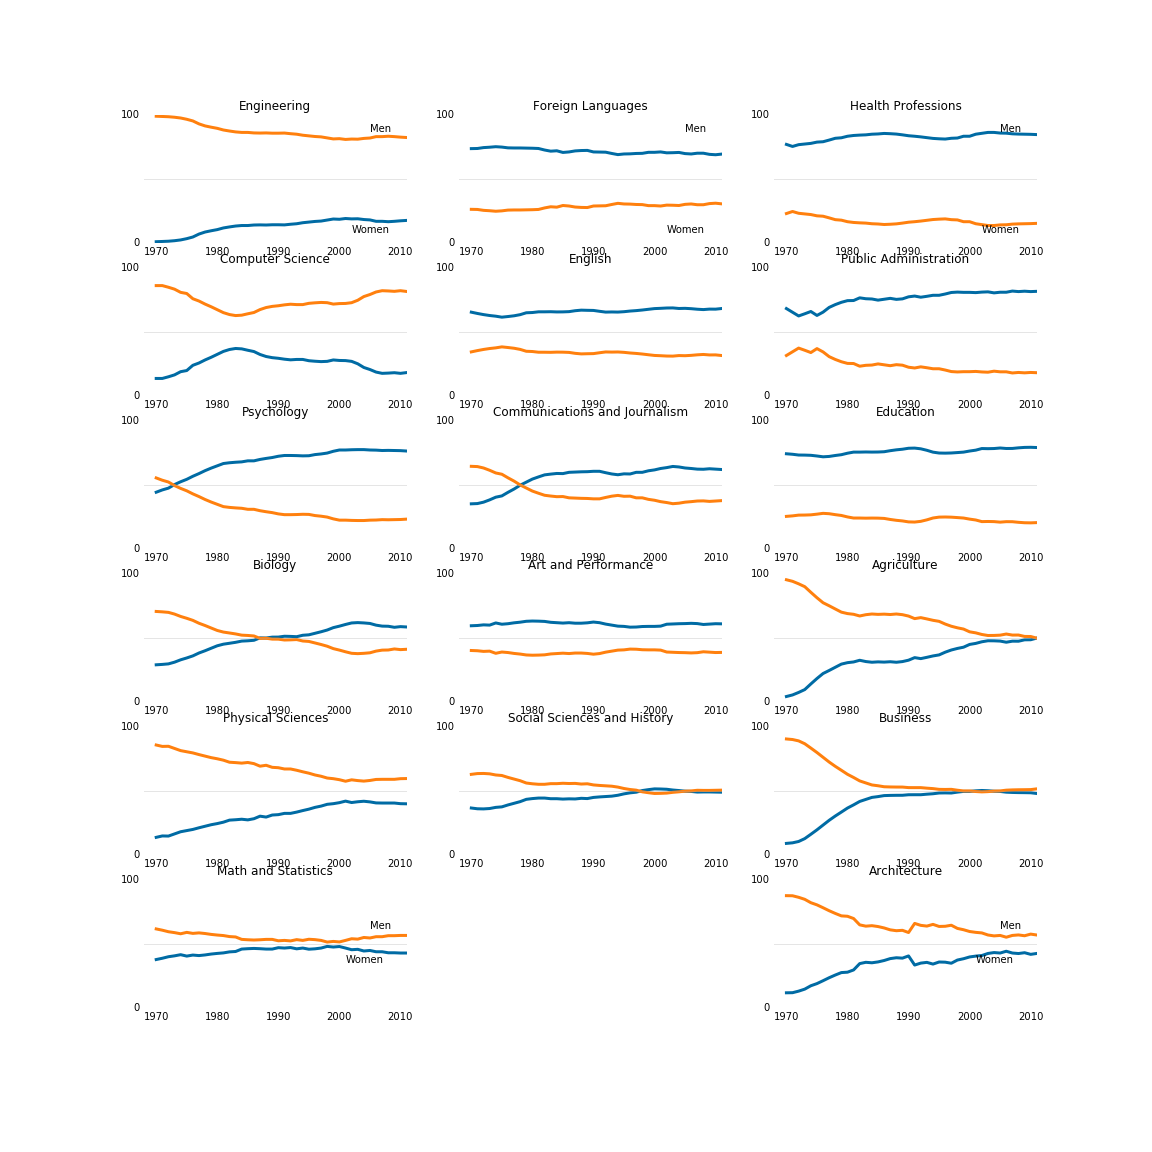 Engineering Foreign Languages Health Professions
100 100 100
Men Men Men
Women Women Women
0 0 0
1970 1980 1990 2000 2010 1970 1980 1990 2000 2010 1970 1980 1990 2000 2010
Computer Science English Public Administration
100 100 100
0 0 0
1970 1980 1990 2000 2010 1970 1980 1990 2000 2010 1970 1980 1990 2000 2010
Psychology Communications and Journalism Education
100 100 100
0 0 0
1970 1980 1990 2000 2010 1970 1980 1990 2000 2010 1970 1980 1990 2000 2010
Biology Art and Performance Agriculture
100 100 100
0 0 0
1970 1980 1990 2000 2010 1970 1980 1990 2000 2010 1970 1980 1990 2000 2010
Physical Sciences Social Sciences and History Business
100 100 100
0 0 0
1970 1980 1990 2000 2010 1970 1980 1990 2000 2010 1970 1980 1990 2000 2010
Math and Statistics Architecture
100 100
Men Men
Women Women
0 0
1970 1980 1990 2000 2010 1970 1980 1990 2000 2010